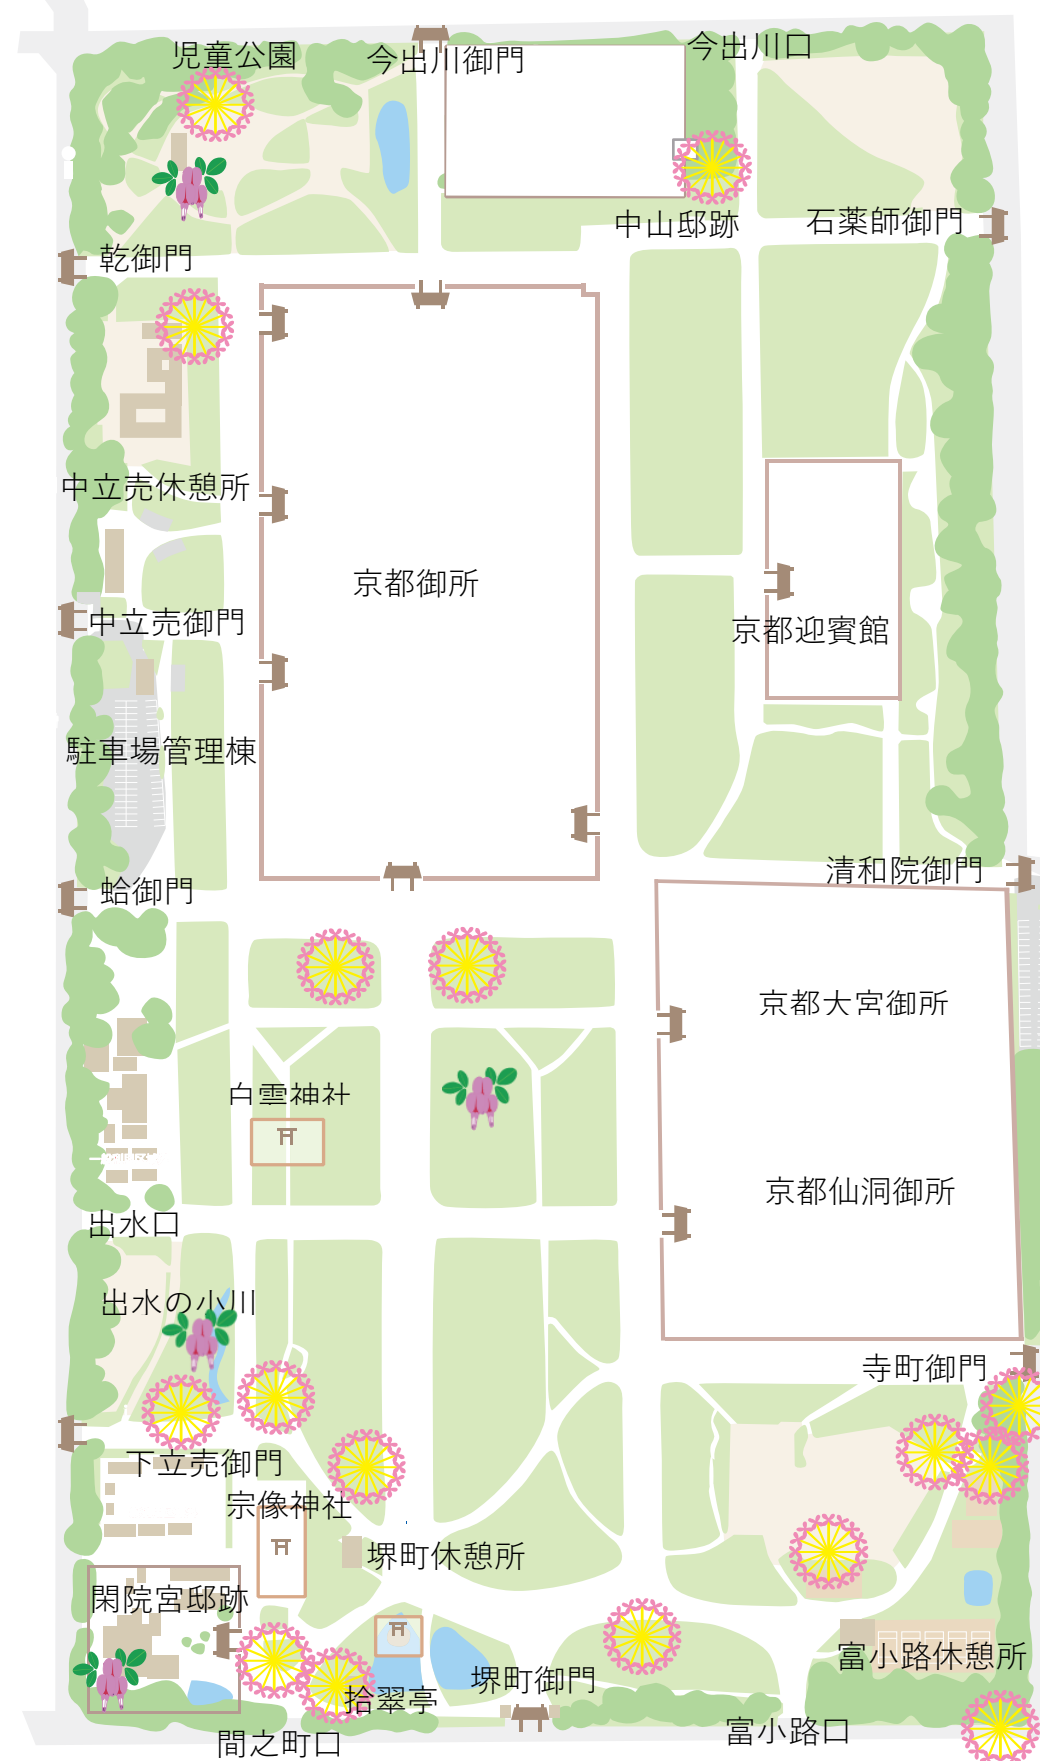 児童公園
今出川御門
今出川口
中山邸跡
石薬師御門
乾御門
中立売休憩所
京都御所
中立売御門
京都迎賓館
駐車場管理棟
清和院御門
蛤御門
京都大宮御所
白雲神社
京都仙洞御所
出水口
出水の小川
寺町御門
下立売御門
宗像神社
堺町休憩所
閑院宮邸跡
富小路休憩所
堺町御門
拾翠亭
富小路口
間之町口